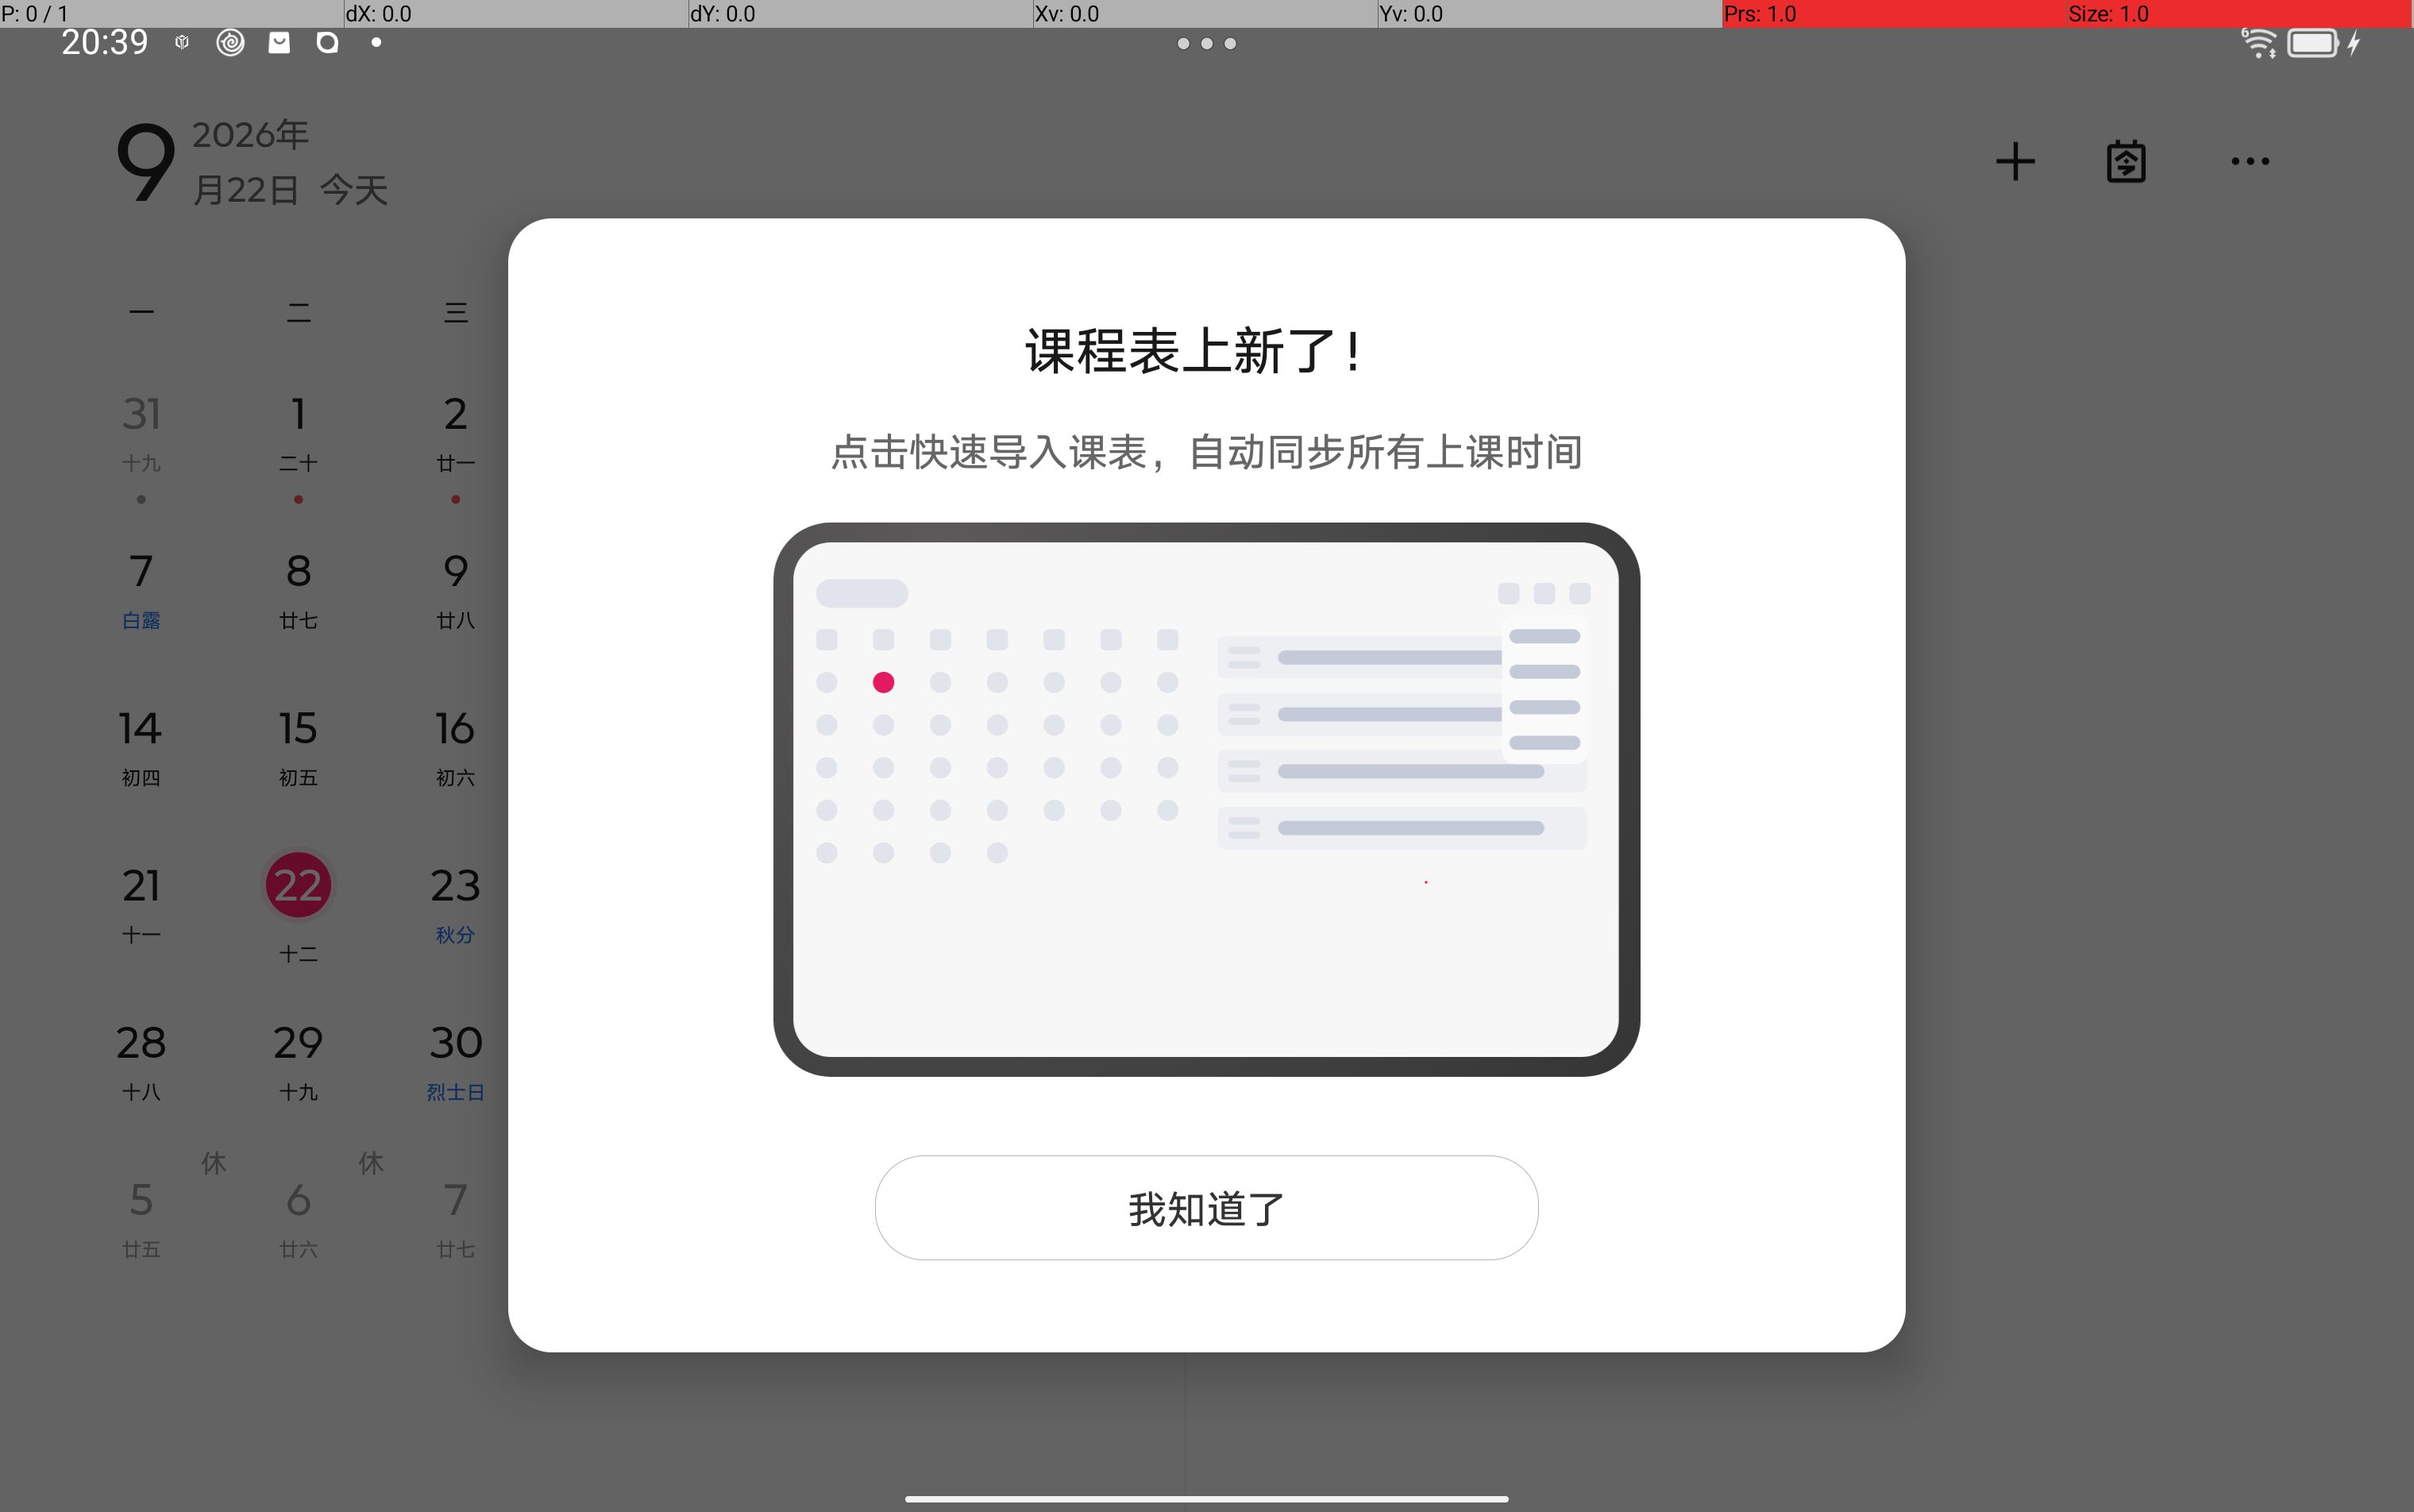 P: 0 / 1 dX: 0.0 dY: 0.0 Xv: 0.0 Yv: 0.0 Prs: 1.0 Size: 1.0
20:39 6
9 2026年
月22日 今天
一 二 三
31 1 2
十九 二十 廿一
7 8 9
白露 廿七 廿八
14 15 16
初四 初五 初六
21 22 23
十一 十二 秋分
28 29 30
十八 十九 烈士日
休 休
5 6 7
廿五 廿六 廿七
课程表上新了!
点击快速导入课表，自动同步所有上课时间
我知道了